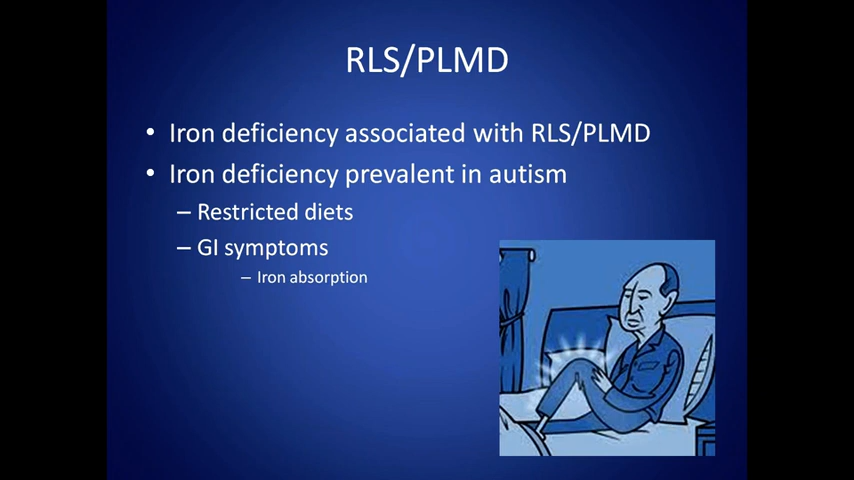 RLS/PLMD
• Iron deficiency associated with RLS/PLMD
• Iron deficiency prevalent in autism
– Restricted diets
– GI symptoms
– Iron absorption